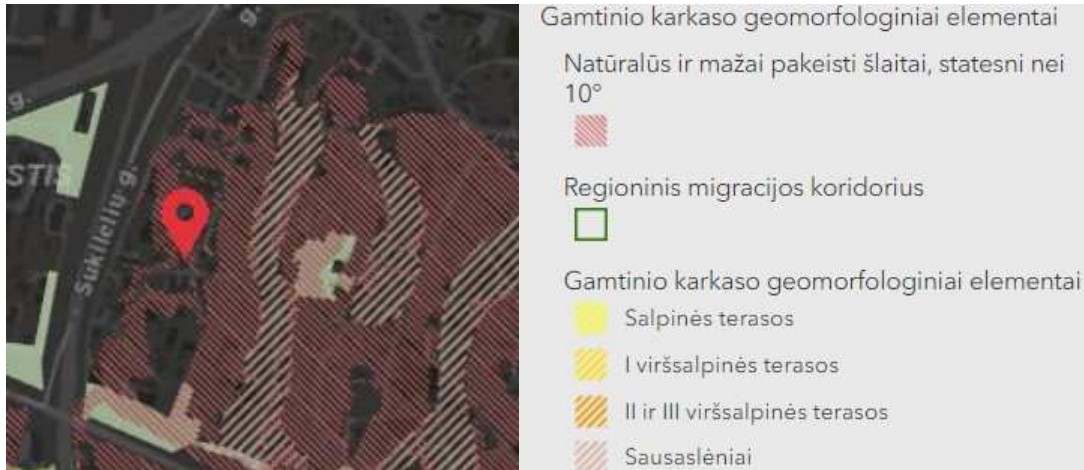 g.
g.
STIS
Sukilėlių g.
Gamtinio karkaso geomorfologiniai elementai
Natūralūs ir mažai pakeisti šlaitai, statesni nei
10°
Regioninis migracijos koridorius
Gamtinio karkaso geomorfologiniai elementai
Salpinės terasos
I viršsalpinės terasos
II ir III viršsalpinės terasos
Sausaslėniai